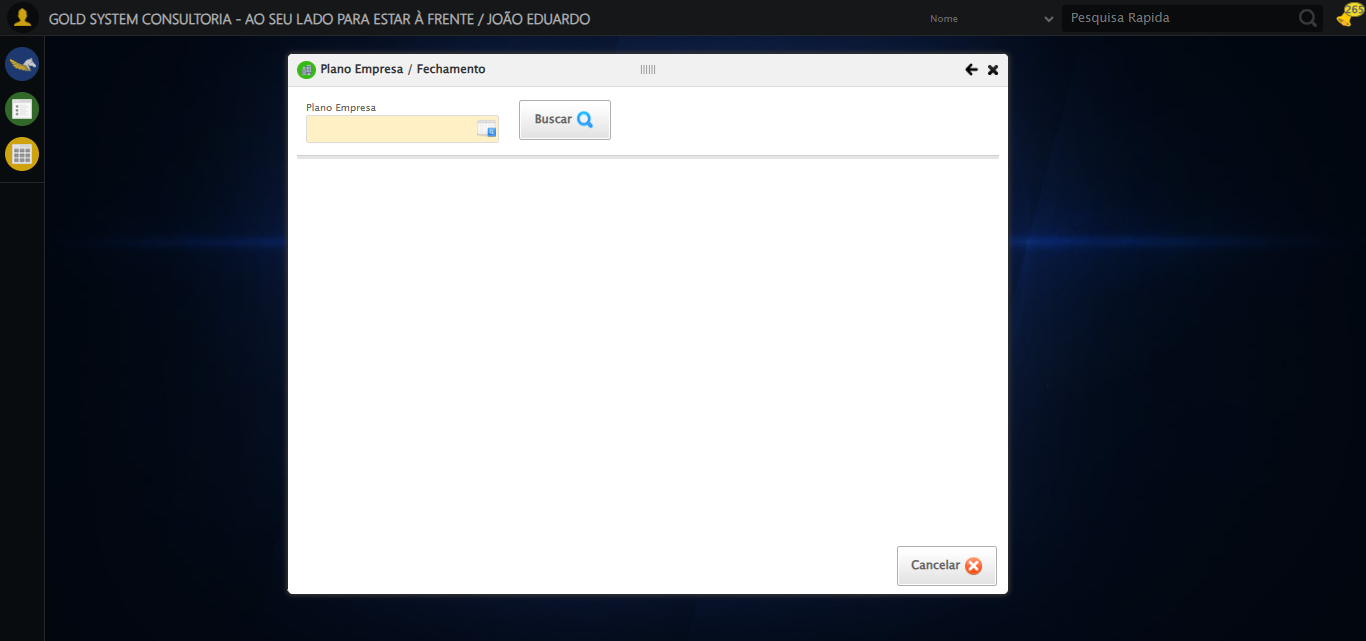 GOLD SYSTEM CONSULTORIA - AO SEU LADO PARA ESTAR À FRENTE / JOÃO EDUARDO
Nome
Pesquisa Rapida
265
Plano Empresa / Fechamento
Plano Empresa
Buscar
Cancelar